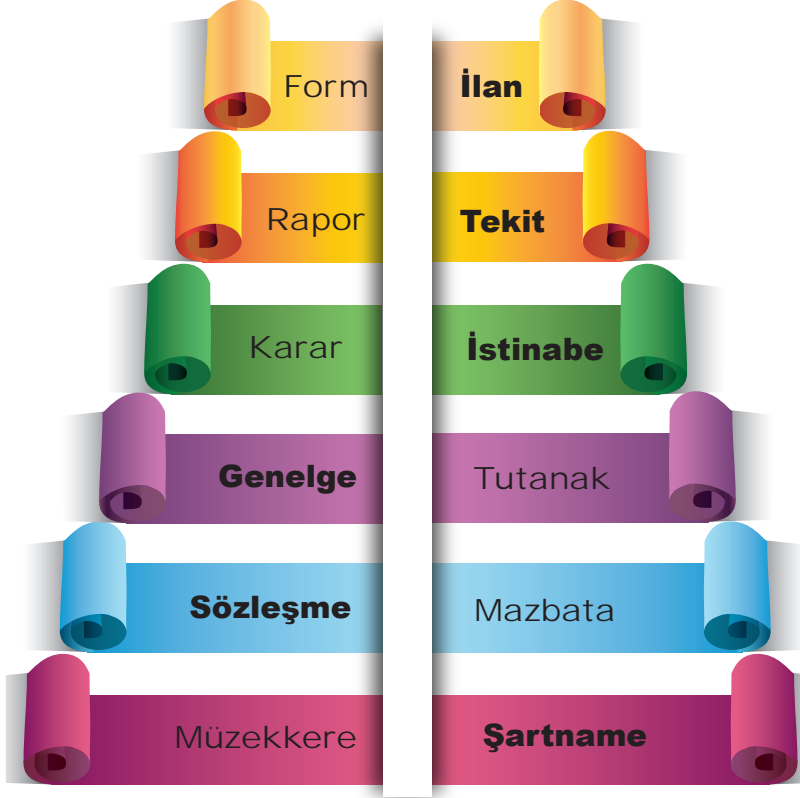 Form
İlan
Rapor
Tekit
Karar
İstinabe
Genelge
Tutanak
Sözleşme
Mazbata
Müzekkere
Şartname